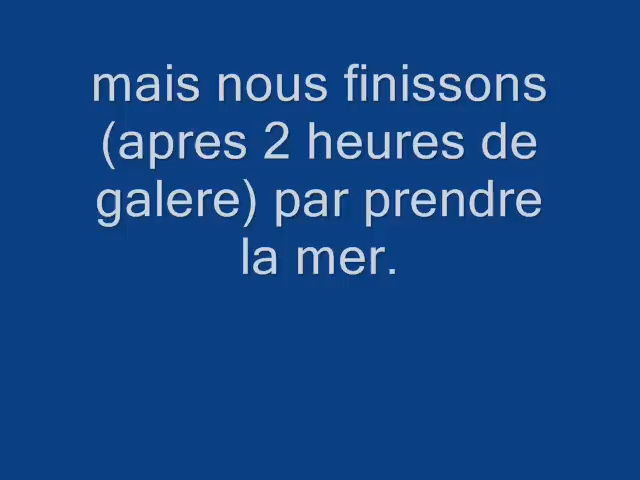 mais nous finissons
(apres 2 heures de
galere) par prendre
la mer.